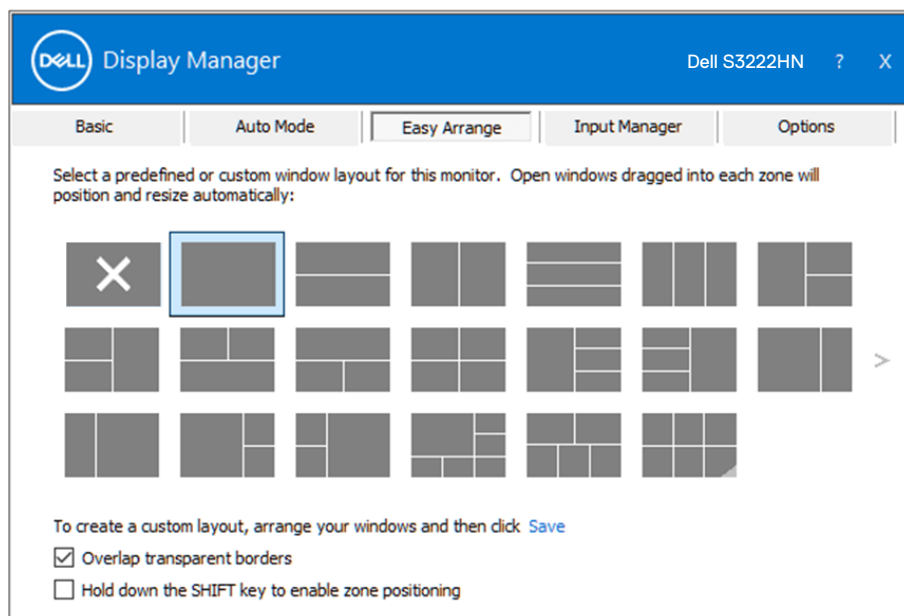 DELL Display Manager Dell S3222HN ? X
Basic Auto Mode Easy Arrange Input Manager Options
Select a predefined or custom window layout for this monitor. Open windows dragged into each zone will
position and resize automatically:
>
To create a custom layout, arrange your windows and then click Save
Overlap transparent borders
Hold down the SHIFT key to enable zone positioning